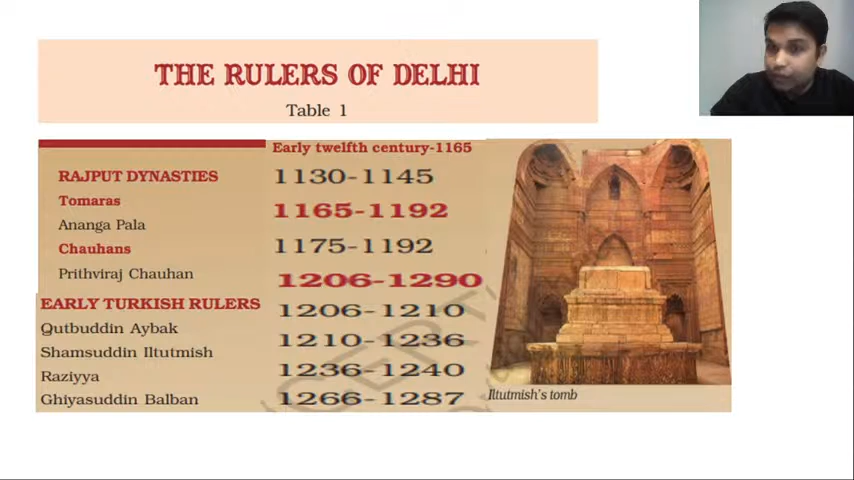 THE RULERS OF DELHI
Table 1
Early twelfth century-1165
RAJPUT DYNASTIES 1130-1145
Tomaras 1165-1192
Ananga Pala
Chauhans 1175-1192
Prithviraj Chauhan 1206-1290
EARLY TURKISH RULERS 1206-1210
Qutbuddin Aybak
Shamsuddin Iltutmish 1210-1236
Raziyya 1236-1240
Ghiyasuddin Balban 1266-1287
Iltutmish's tomb
NCERT